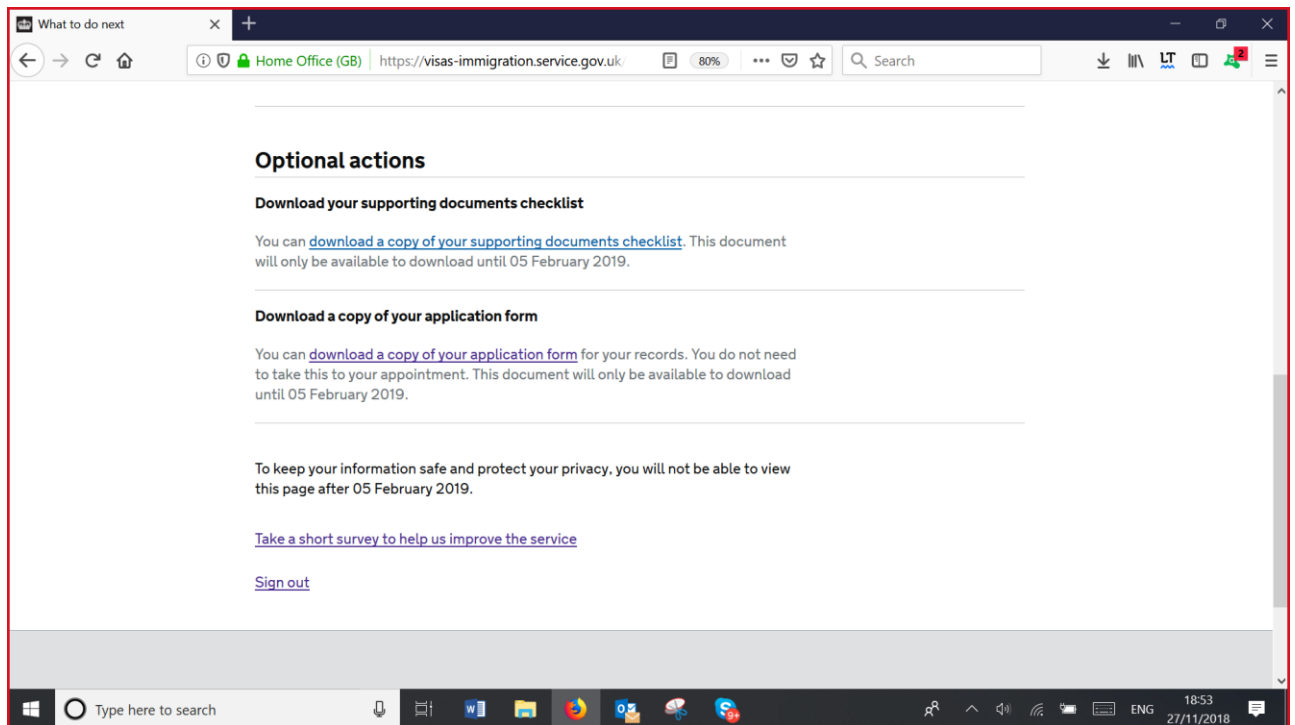 What to do next
Home Office (GB) https://visas-immigration.service.gov.uk/ 80% Search LT 2
Optional actions
Download your supporting documents checklist
You can download a copy of your supporting documents checklist. This document
will only be available to download until 05 February 2019.
Download a copy of your application form
You can download a copy of your application form for your records. You do not need
to take this to your appointment. This document will only be available to download
until 05 February 2019.
To keep your information safe and protect your privacy, you will not be able to view
this page after 05 February 2019.
Take a short survey to help us improve the service
Sign out
Type here to search ENG 18:53
27/11/2018